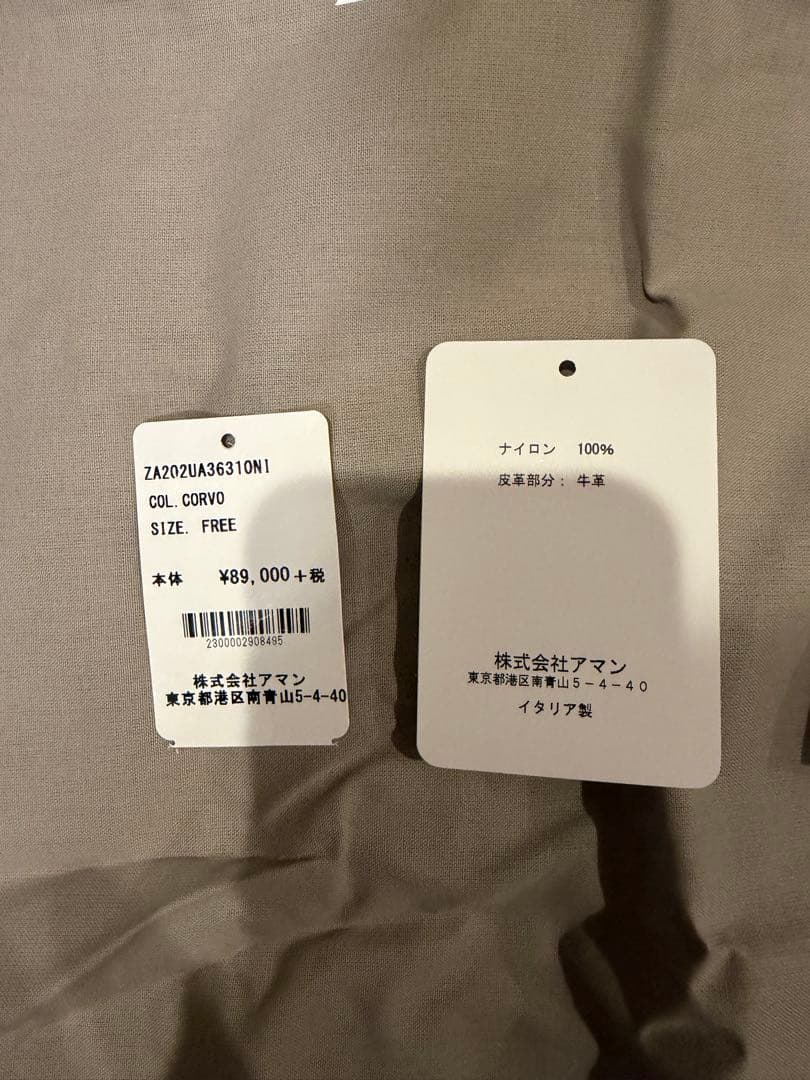 ZA202UA36310NI
COL.CORVO
SIZE. FREE
本体 ¥89,000+税
2300002908495
株式会社アマン
東京都港区南青山5-4-40
ナイロン 100%
皮革部分： 牛革
株式会社アマン
東京都港区南青山５－４－４０
イタリア製